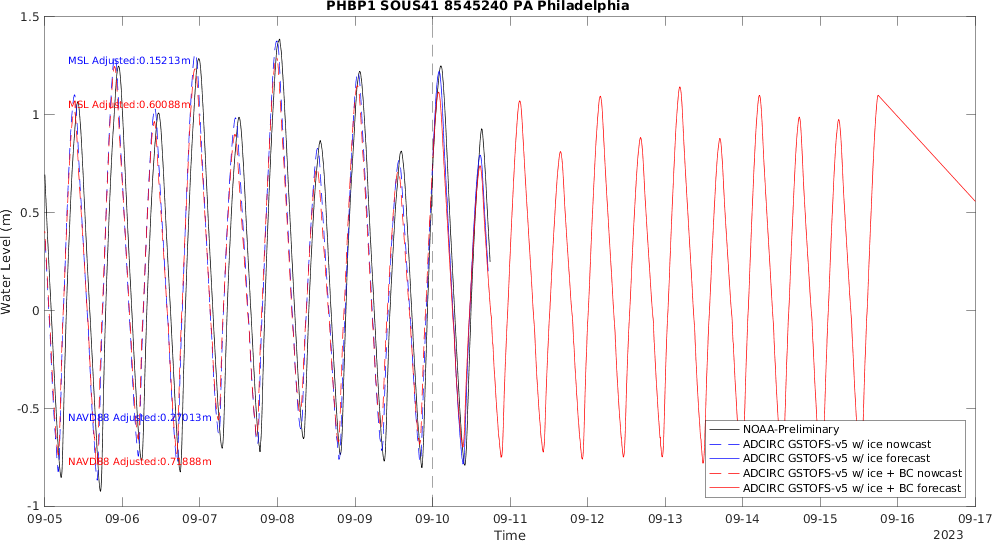 PHBP1 SOUS41 8545240 PA Philadelphia
1.5
1
0.5
0
-0.5
-1
Water Level (m)
MSL Adjusted:0.15213m
MSL Adjusted:0.60088m
NAVD88 Adjusted:0.27013m
NAVD88 Adjusted:0.71888m
NOAA-Preliminary
ADCIRC GSTOFS-v5 w/ ice nowcast
ADCIRC GSTOFS-v5 w/ ice forecast
ADCIRC GSTOFS-v5 w/ ice + BC nowcast
ADCIRC GSTOFS-v5 w/ ice + BC forecast
09-05 09-06 09-07 09-08 09-09 09-10 09-11 09-12 09-13 09-14 09-15 09-16 09-17
Time
2023